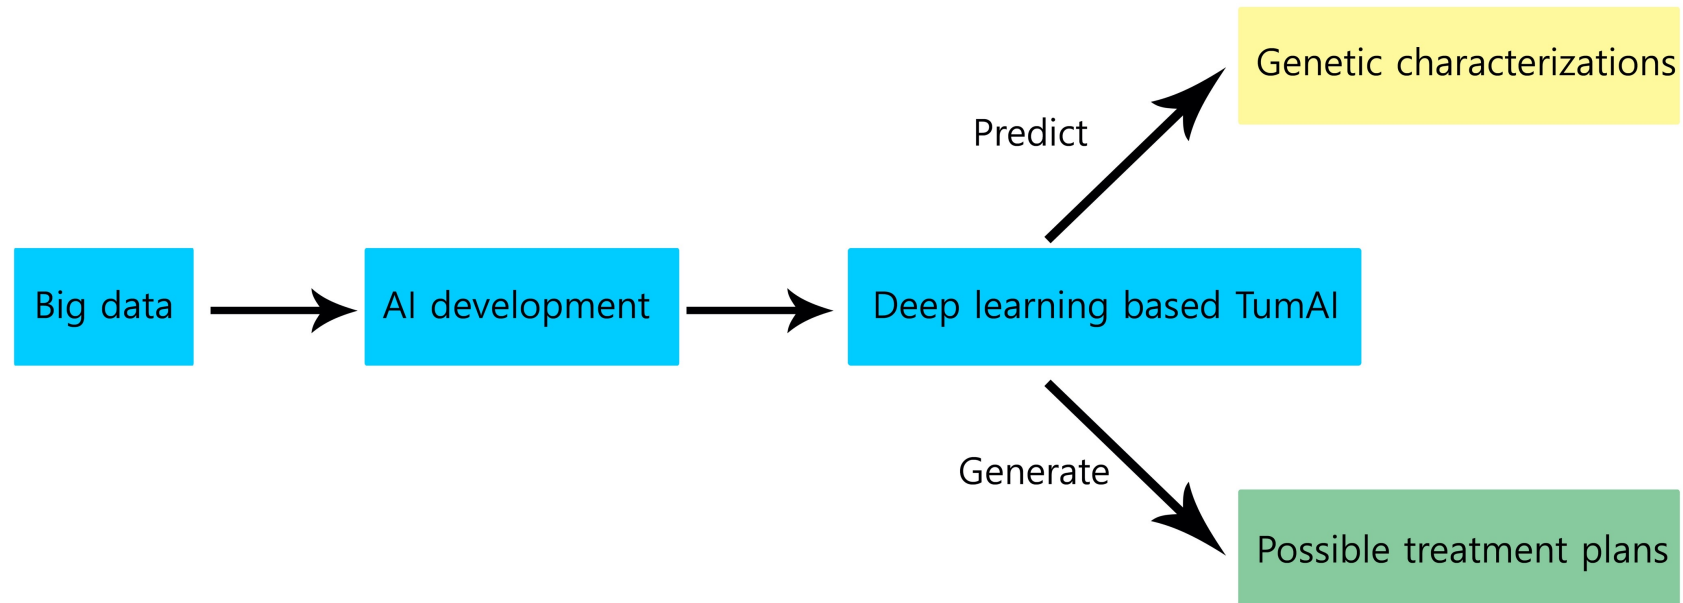 Genetic characterizations
Predict
Big data
AI development
Deep learning based TumAI
Generate
Possible treatment plans